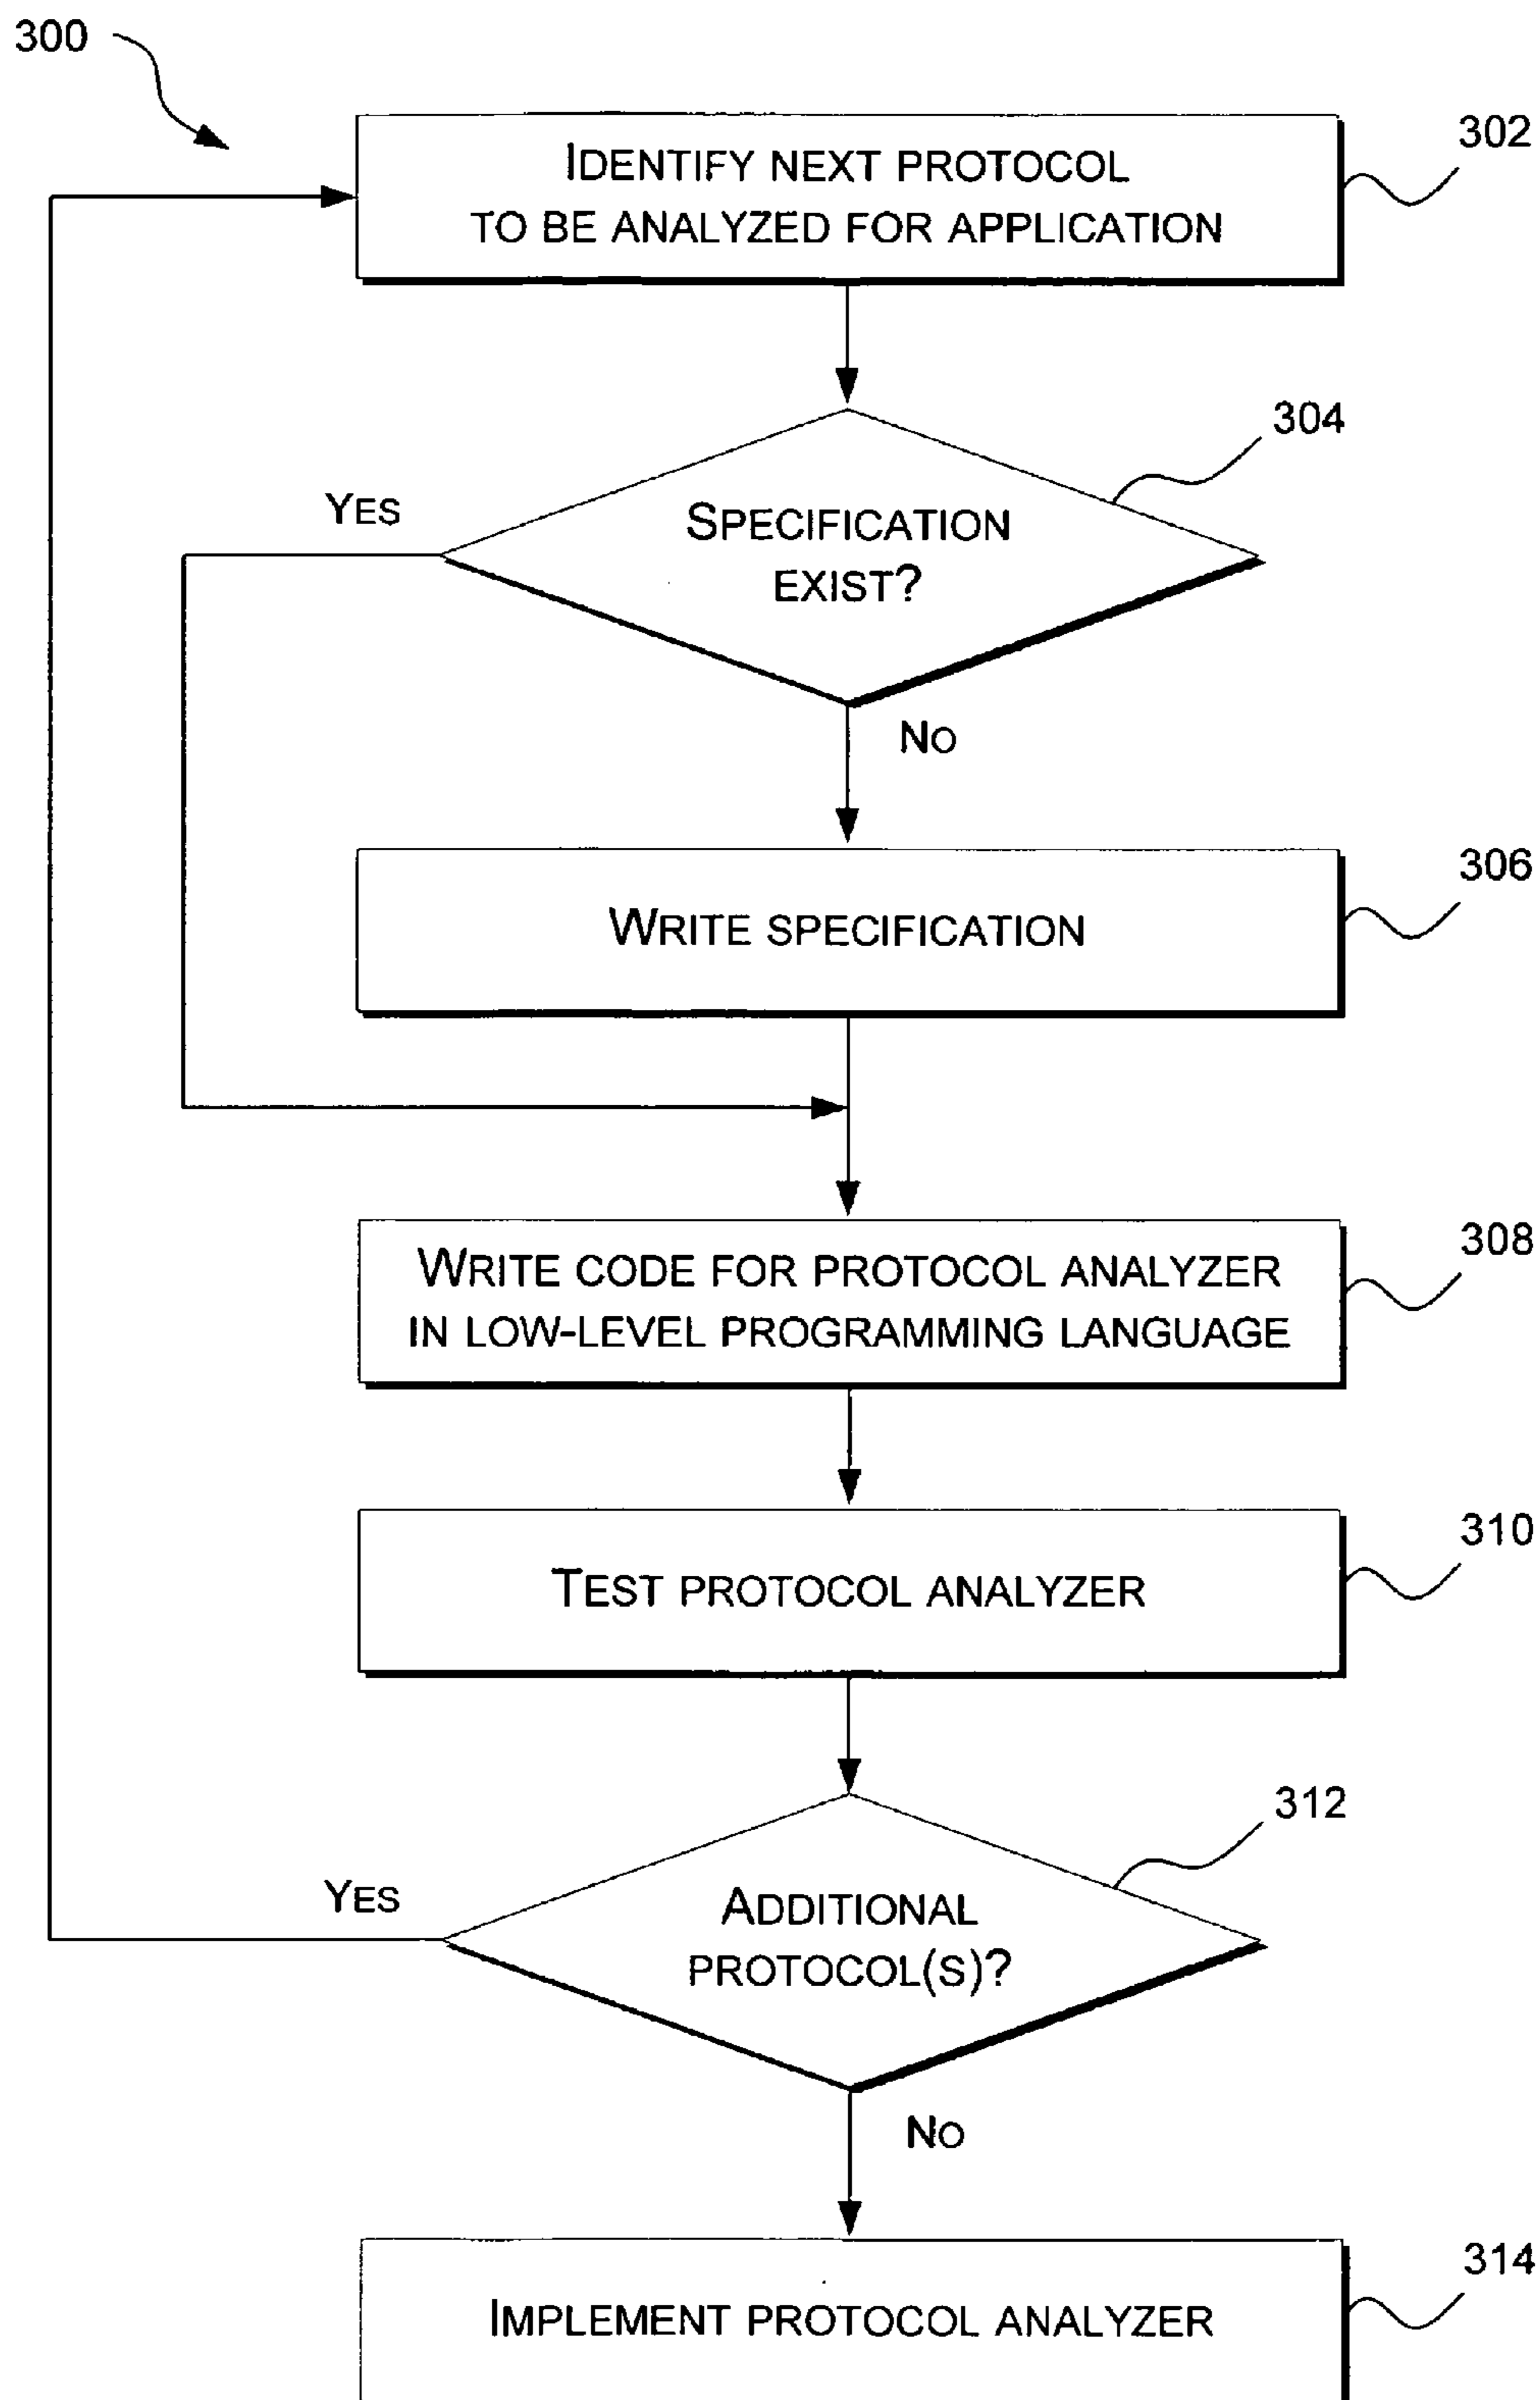 300
302
IDENTIFY NEXT PROTOCOL
TO BE ANALYZED FOR APPLICATION
304
YES
SPECIFICATION
EXIST?
NO
306
WRITE SPECIFICATION
308
WRITE CODE FOR PROTOCOL ANALYZER
IN LOW-LEVEL PROGRAMMING LANGUAGE
310
TEST PROTOCOL ANALYZER
312
YES
ADDITIONAL
PROTOCOL(S)?
NO
314
IMPLEMENT PROTOCOL ANALYZER